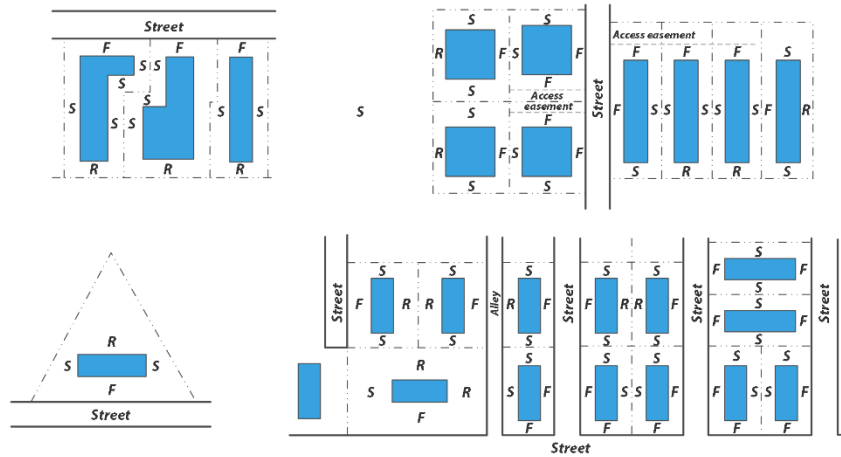 Street
F F F
S S
S
S
S S S S S S
R R R
S
S S
R F S F
F
S
Access
easement
S F
R F S F
S S
Street
Access easement
F F F S
F S S S S S F R
S R R S
R
S S
F
Street
Street
S S
F R R F
S S
R
S R
F
Alley
S
R F
S
S F
F
Street
S S
F R R F
S S
S S
F S S F
F F
Street
S
F F
S
S
F F
S
S S
F S S F
F F
Street
Street